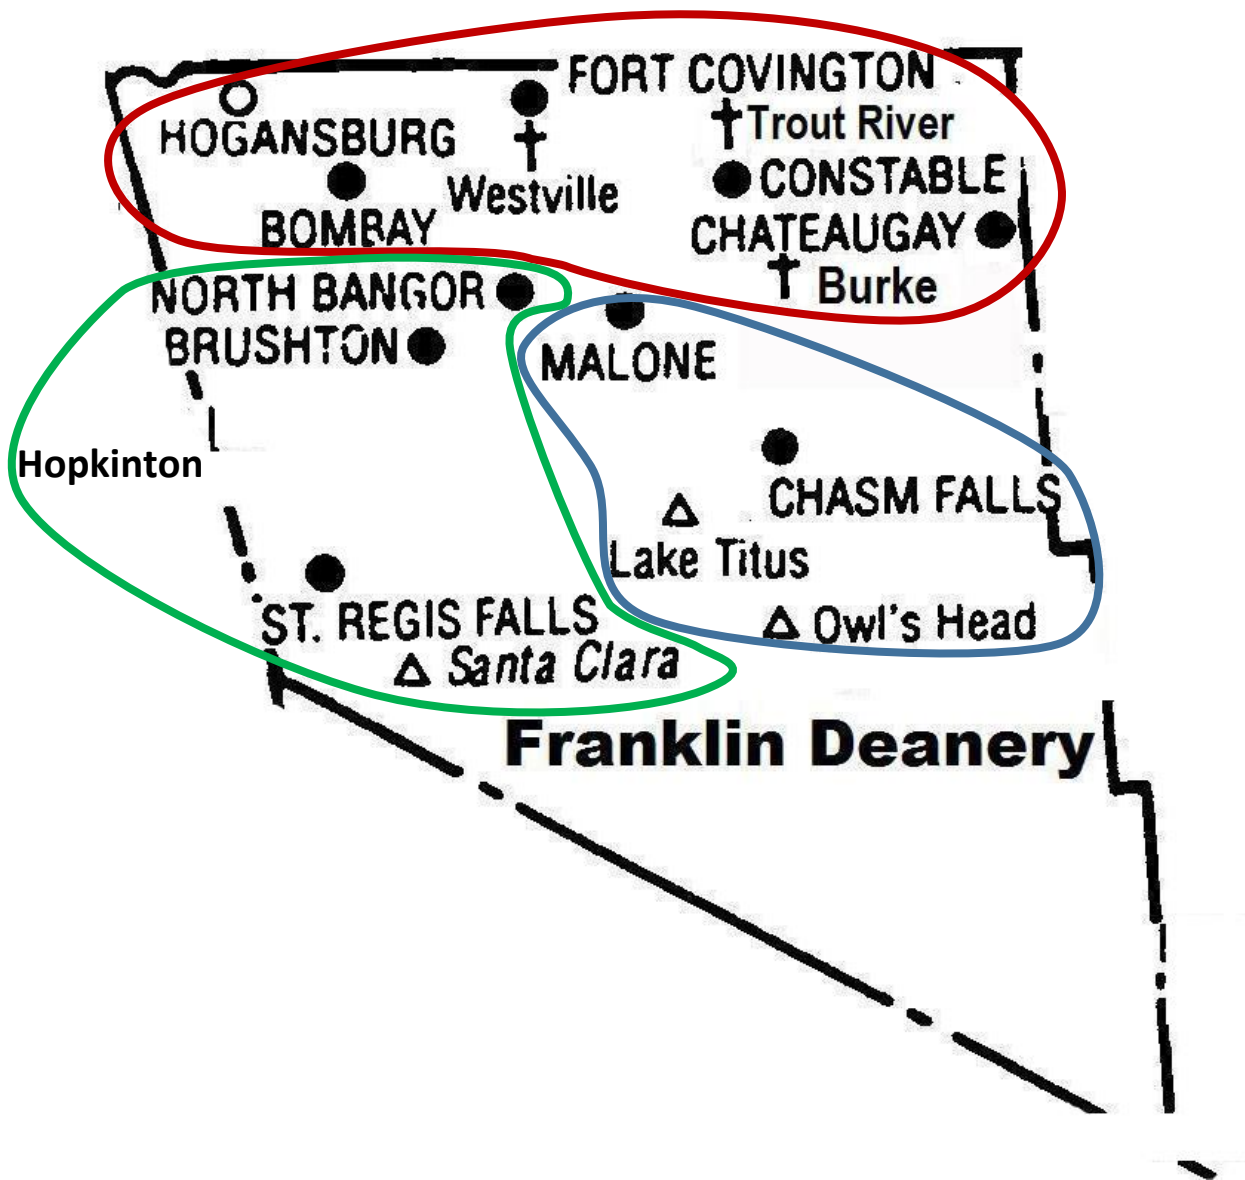 FORT COVINGTON
HOGANSBURG
Trout River
Westville
CONSTABLE
BOMBAY
CHATEAUGAY
NORTH BANGOR
Burke
BRUSHTON
MALONE
Hopkinton
CHASM FALLS
Lake Titus
ST. REGIS FALLS
Owl's Head
Santa Clara
Franklin Deanery